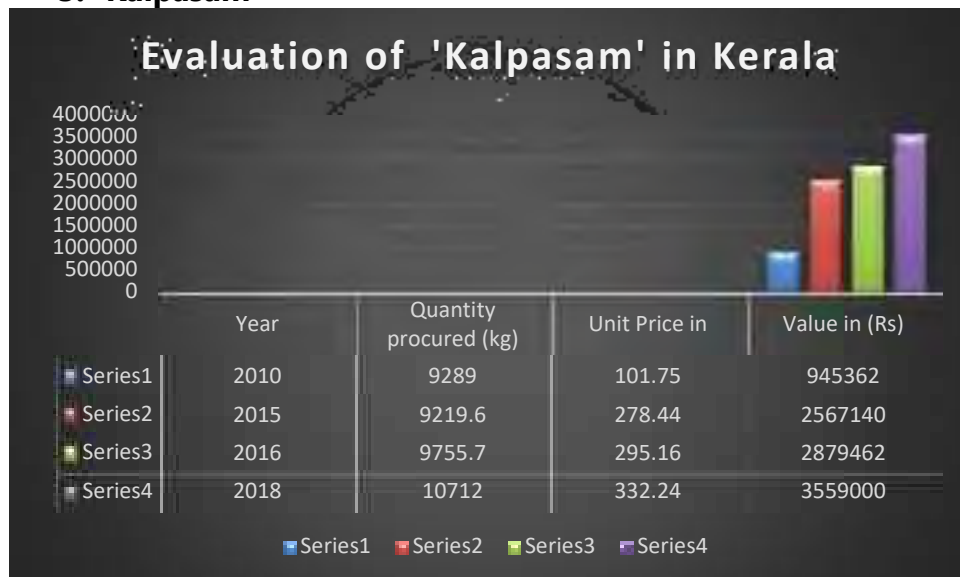 Evaluation of 'Kalpasam' in Kerala
4000000
3500000
3000000
2500000
2000000
1500000
1000000
500000
0
Year Quantity procured (kg) Unit Price in Value in (Rs)
Series1 2010 9289 101.75 945362
Series2 2015 9219.6 278.44 2567140
Series3 2016 9755.7 295.16 2879462
Series4 2018 10712 332.24 3559000
Series1 Series2 Series3 Series4